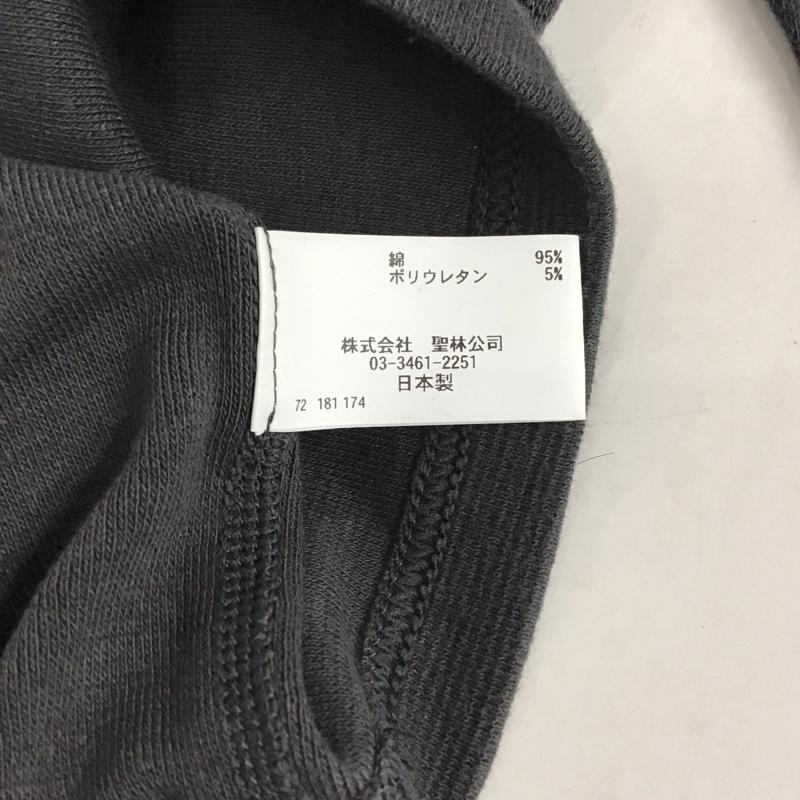 綿 95%
ポリウレタン 5%
株式会社　聖林公司
03-3461-2251
日本製
72 181 174